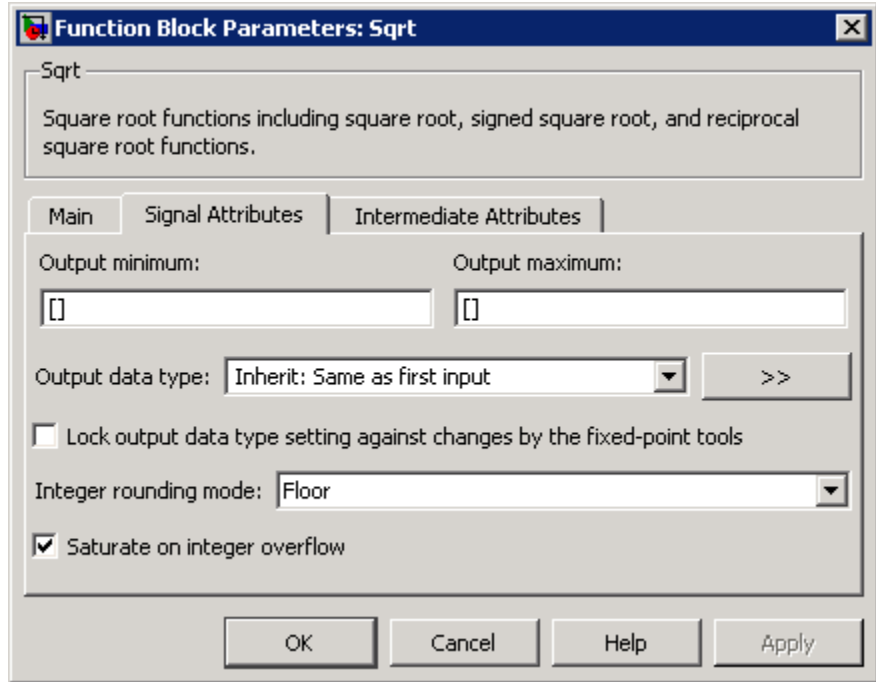 Function Block Parameters: Sqrt
Sqrt
Square root functions including square root, signed square root, and reciprocal
square root functions.
Main Signal Attributes Intermediate Attributes
Output minimum: Output maximum:
[] []
Output data type: Inherit: Same as first input >>
Lock output data type setting against changes by the fixed-point tools
Integer rounding mode: Floor
Saturate on integer overflow
OK Cancel Help Apply